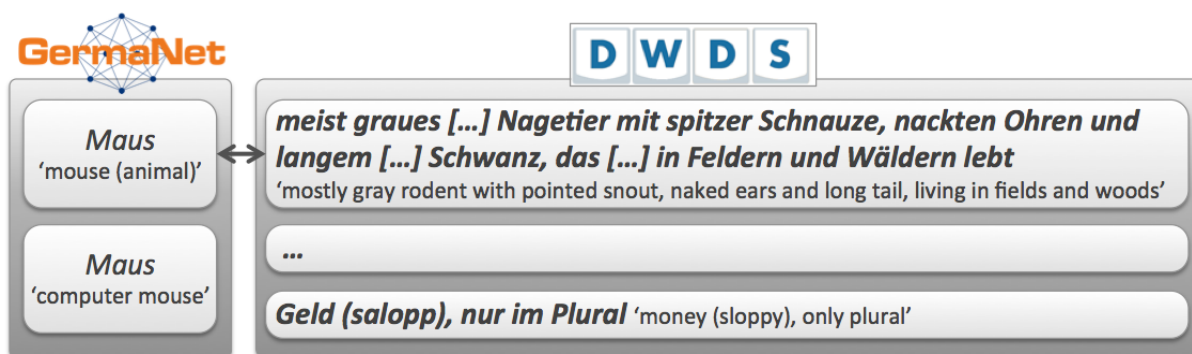 GermaNet
D W D S
Maus
‘mouse (animal)’
meist graues [...] Nagetier mit spitzer Schnauze, nackten Ohren und
langem [...] Schwanz, das [...] in Feldern und Wäldern lebt
‘mostly gray rodent with pointed snout, naked ears and long tail, living in fields and woods’
Maus
‘computer mouse’
...
Geld (salopp), nur im Plural ‘money (sloppy), only plural’